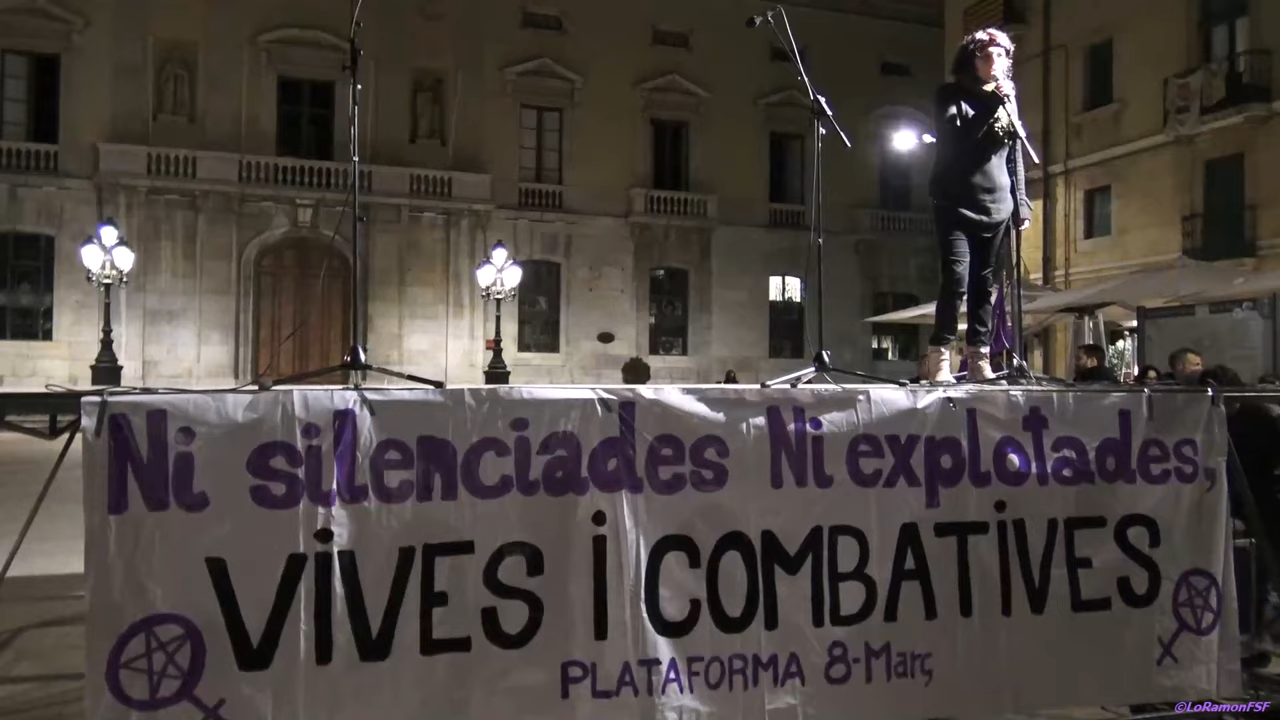 Ni silenciades Ni explotades,
VIVES i COMBATIVES
PLATAFORMA 8-Març
©LoRamonFSF